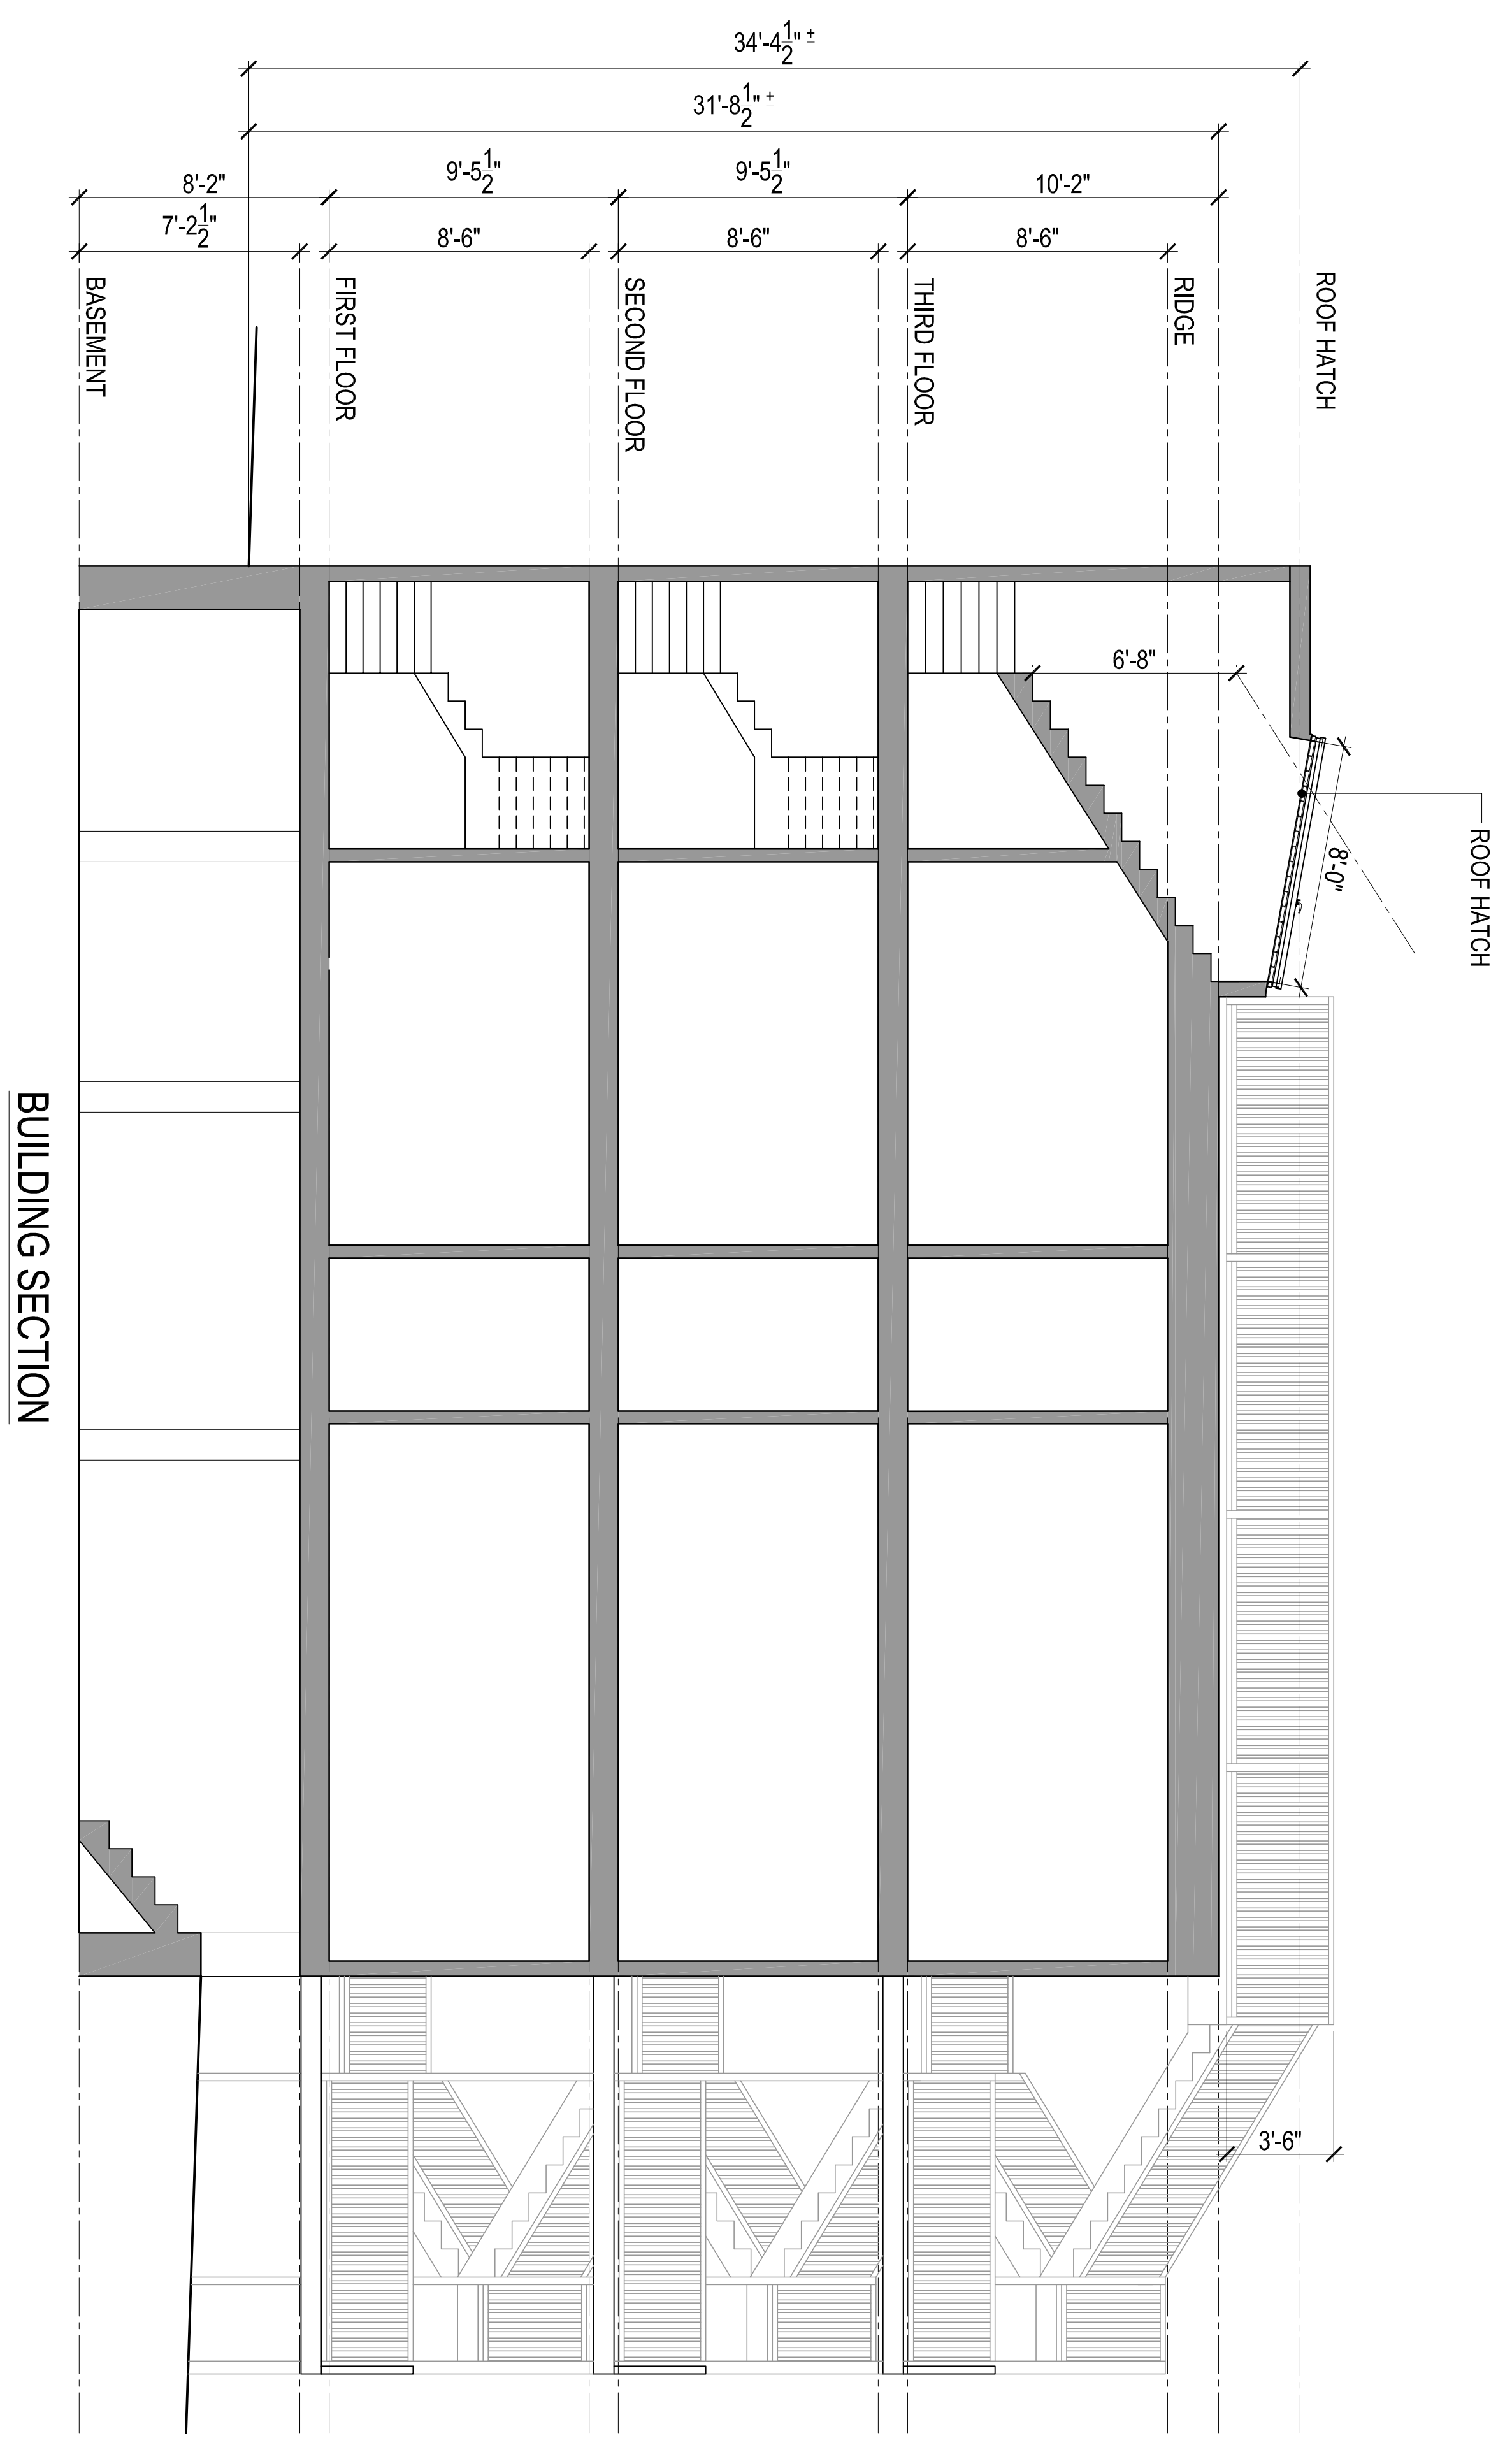 34'-4 1/2" ±
31'-8 1/2" ±
8'-2"
9'-5 1/2"
9'-5 1/2"
10'-2"
7'-2 1/2"
8'-6"
8'-6"
8'-6"
BASEMENT
FIRST FLOOR
SECOND FLOOR
THIRD FLOOR
RIDGE
ROOF HATCH
6'-8"
8'-0"
ROOF HATCH
3'-6"
BUILDING SECTION